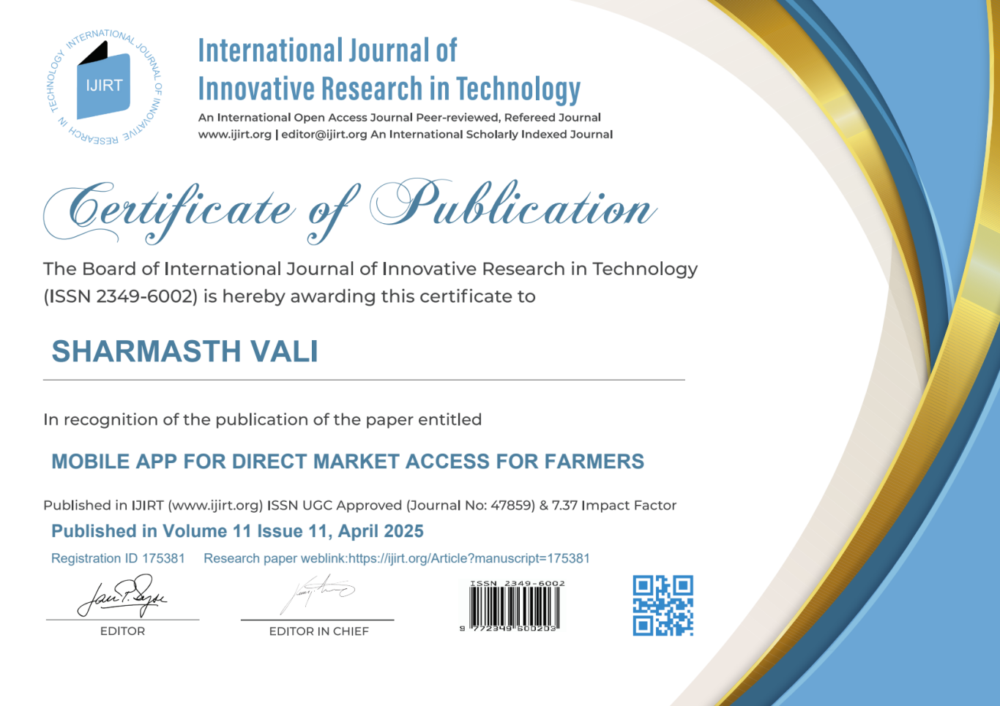 INTERNATIONAL JOURNAL OF INNOVATIVE RESEARCH IN TECHNOLOGY
IJIRT
International Journal of
Innovative Research in Technology
An International Open Access Journal Peer-reviewed, Refereed Journal
www.ijirt.org | editor@ijirt.org An International Scholarly Indexed Journal
Certificate of Publication
The Board of International Journal of Innovative Research in Technology
(ISSN 2349-6002) is hereby awarding this certificate to
SHARMASTH VALI
In recognition of the publication of the paper entitled
MOBILE APP FOR DIRECT MARKET ACCESS FOR FARMERS
Published in IJIRT (www.ijirt.org) ISSN UGC Approved (Journal No: 47859) & 7.37 Impact Factor
Published in Volume 11 Issue 11, April 2025
Registration ID 175381 Research paper weblink:https://ijirt.org/Article?manuscript=175381
EDITOR
EDITOR IN CHIEF
ISSN 2349-6002
9 772349 600203